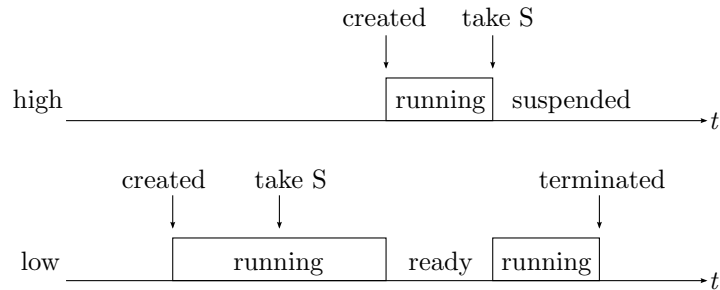 created take S
high running suspended t
created take S terminated
low running ready running t